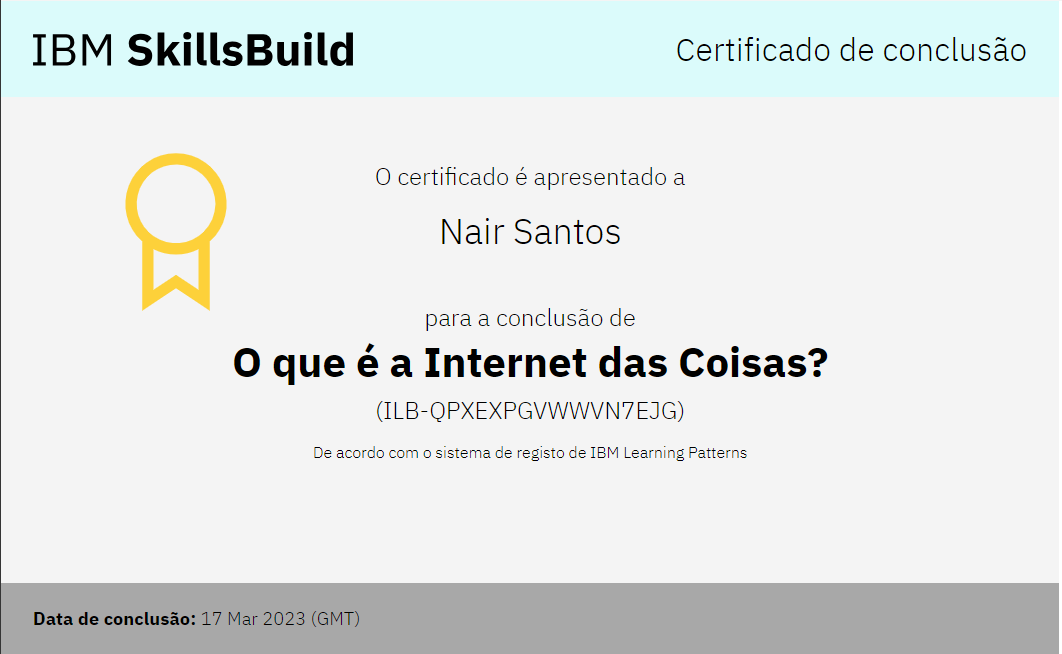 IBM SkillsBuild
Certificado de conclusão
O certificado é apresentado a
Nair Santos
para a conclusão de
O que é a Internet das Coisas?
(ILB-QPXEXPGVWWVN7EJG)
De acordo com o sistema de registo de IBM Learning Patterns
Data de conclusão: 17 Mar 2023 (GMT)